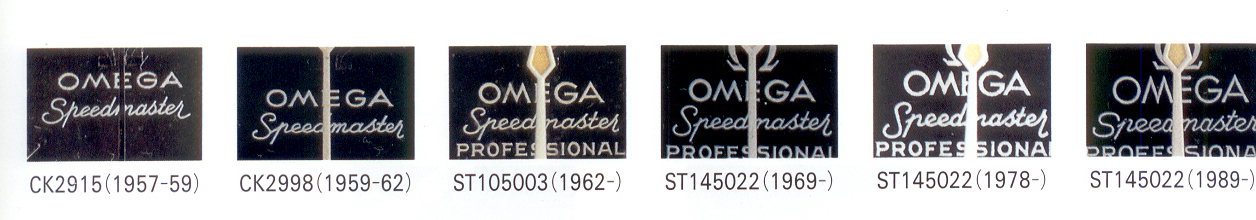 OMEGA
Speedmaster
CK2915(1957-59)
OMEGA
Speedmaster
CK2998(1959-62)
OMEGA
Speedmaster
PROFESSIONAL
ST105003(1962-)
OMEGA
Speedmaster
PROFESSIONAL
ST145022(1969-)
OMEGA
Speedmaster
PROFESSIONAL
ST145022(1978-)
OMEGA
Speedmaster
PROFESSIONAL
ST145022(1989-)